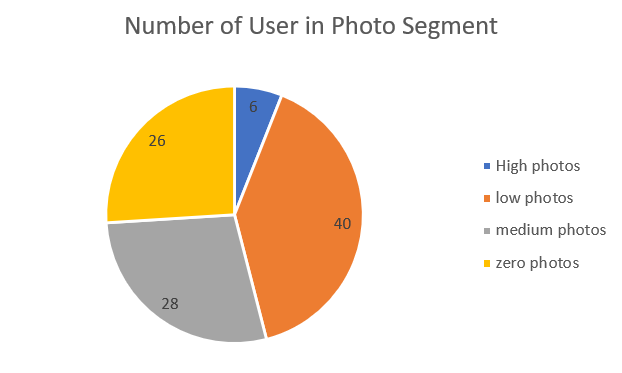 Number of User in Photo Segment
6
26
40
28
High photos
low photos
medium photos
zero photos